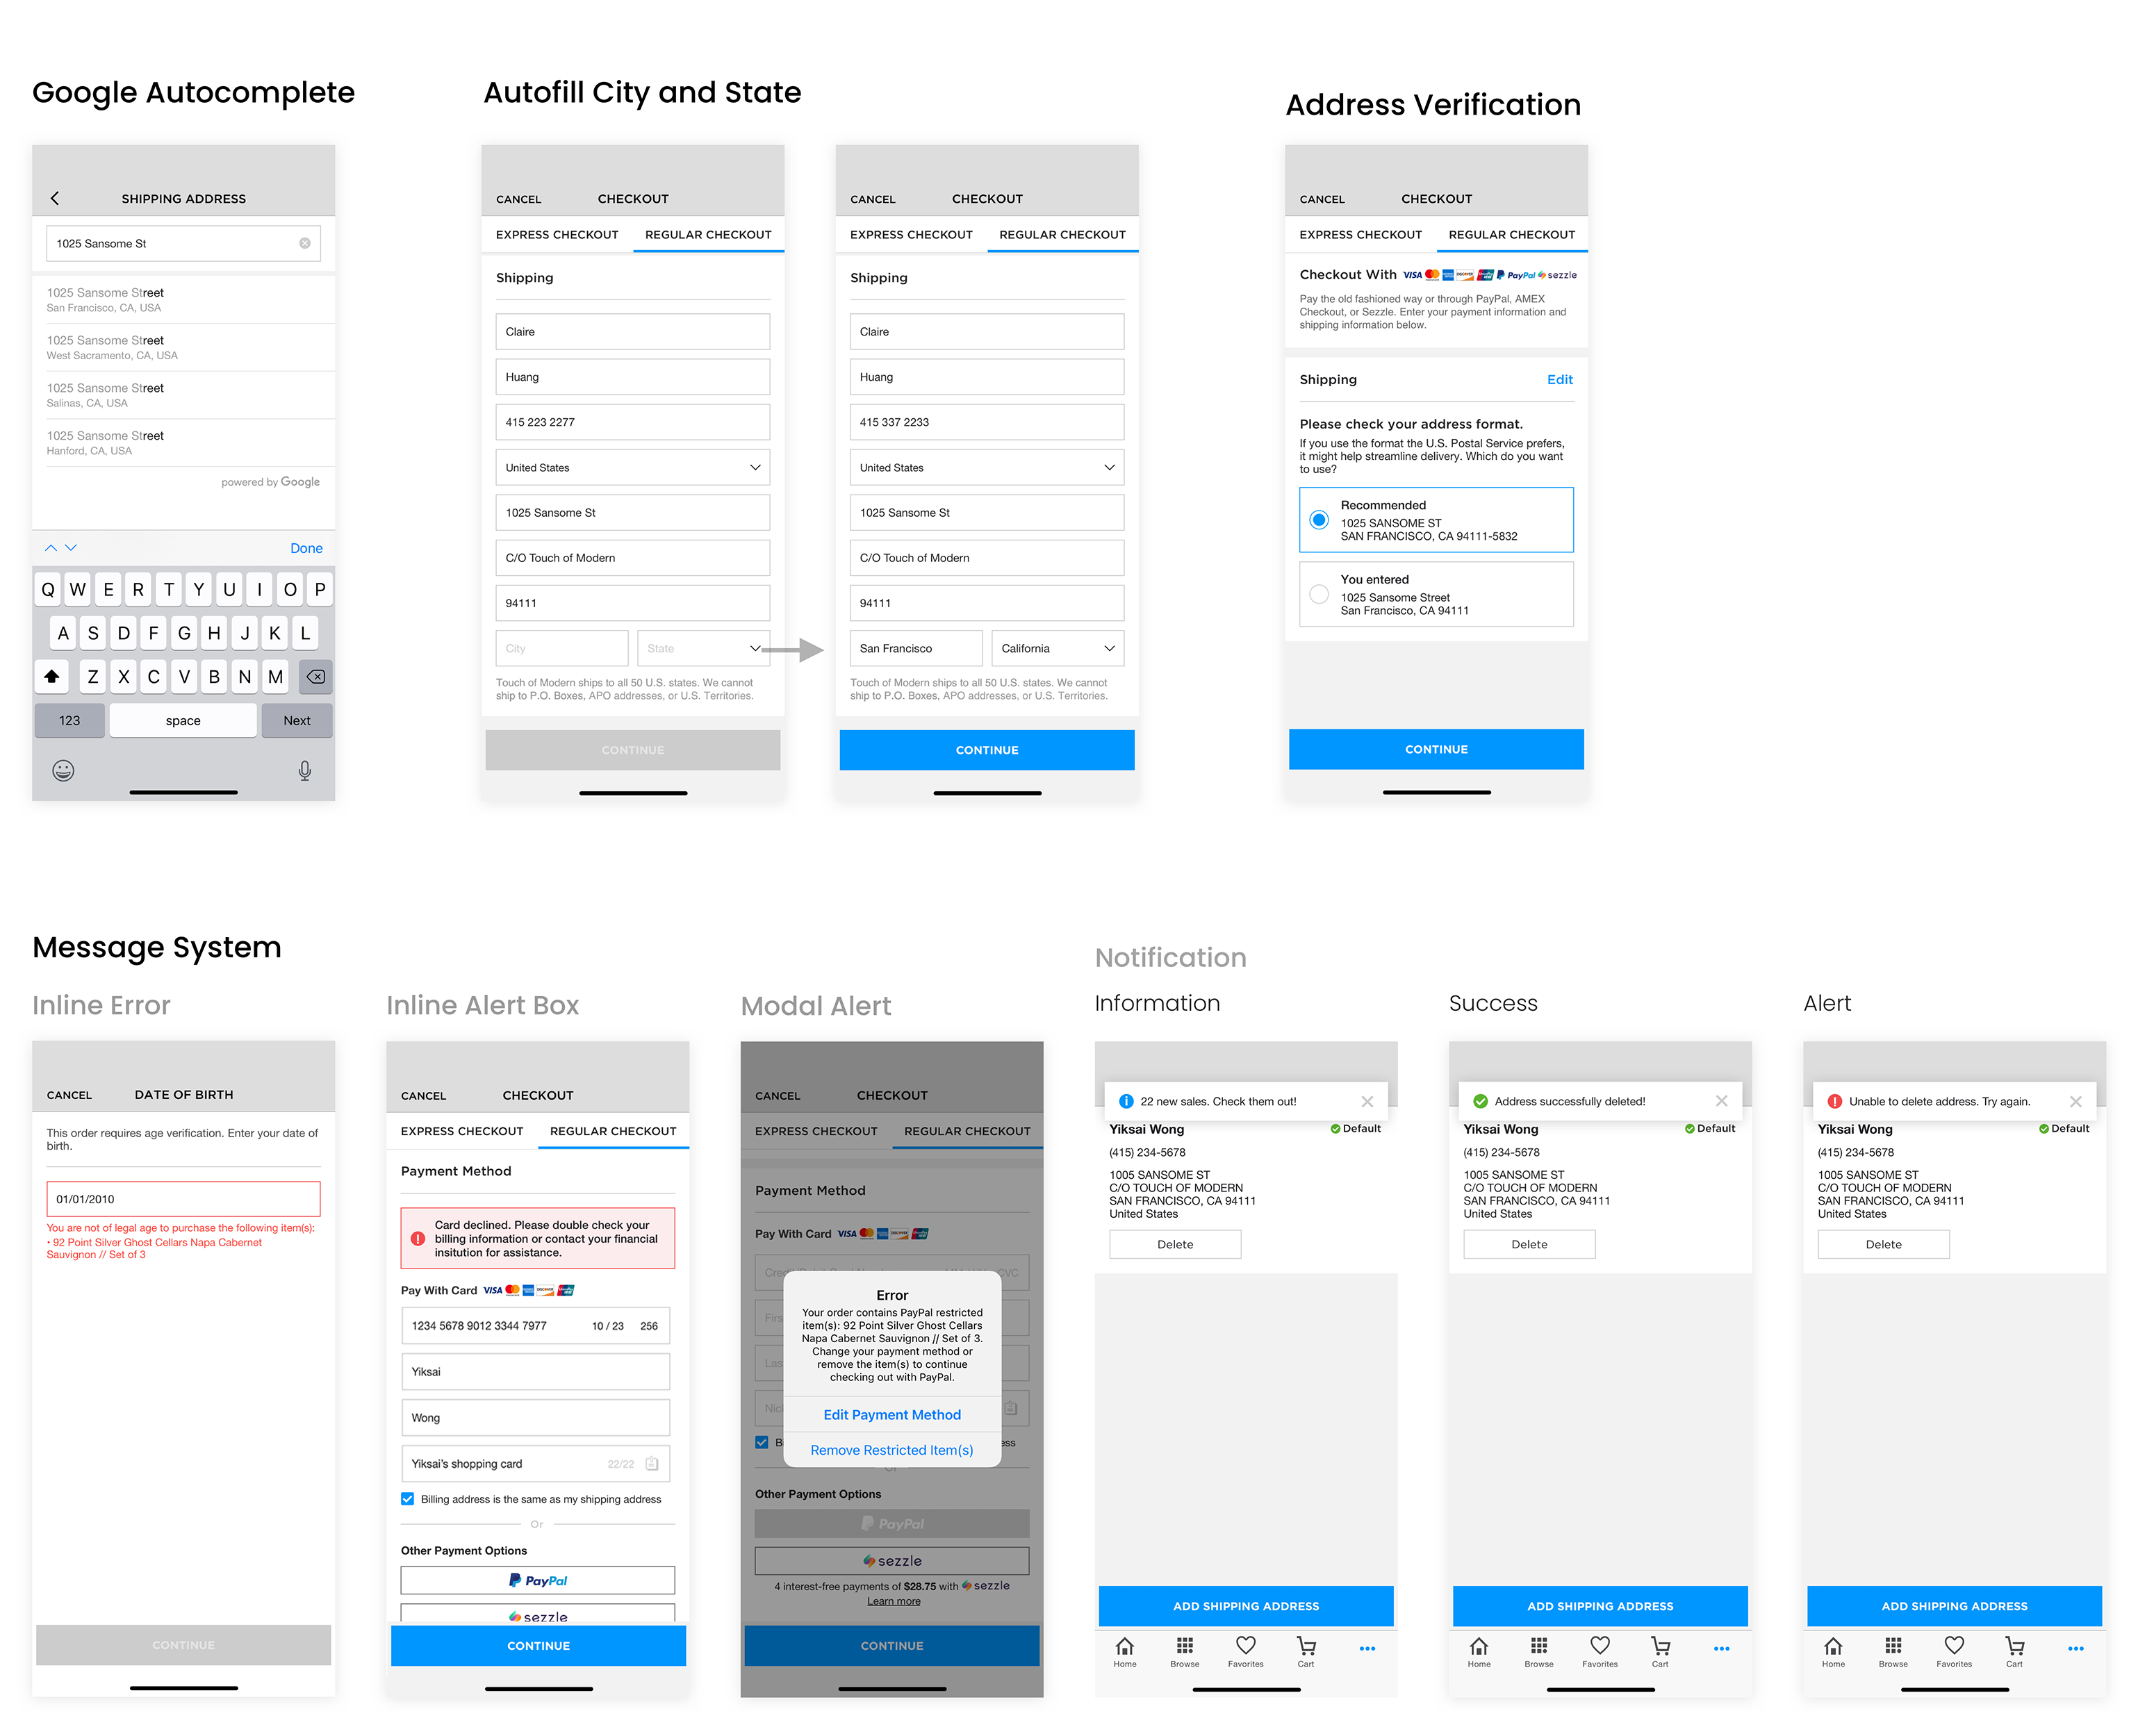 Google Autocomplete
SHIPPING ADDRESS
1025 Sansome St
1025 Sansome Street
San Francisco, CA, USA
1025 Sansome Street
West Sacramento, CA, USA
1025 Sansome Street
Salinas, CA, USA
1025 Sansome Street
Hanford, CA, USA
powered by Google
Done
Q W E R T Y U I O P
A S D F G H J K L
Z X C V B N M
123 space Next
Autofill City and State
CANCEL CHECKOUT
EXPRESS CHECKOUT REGULAR CHECKOUT
Shipping
Claire
Huang
415 223 2277
United States
1025 Sansome St
C/O Touch of Modern
94111
City State
Touch of Modern ships to all 50 U.S. states. We cannot
ship to P.O. Boxes, APO addresses, or U.S. Territories.
CONTINUE
CANCEL CHECKOUT
EXPRESS CHECKOUT REGULAR CHECKOUT
Shipping
Claire
Huang
415 337 2233
United States
1025 Sansome St
C/O Touch of Modern
94111
San Francisco California
Touch of Modern ships to all 50 U.S. states. We cannot
ship to P.O. Boxes, APO addresses, or U.S. Territories.
CONTINUE
Address Verification
CANCEL CHECKOUT
EXPRESS CHECKOUT REGULAR CHECKOUT
Checkout With VISA DISCOVER PayPal sezzle
Pay the old fashioned way or through PayPal, AMEX
Checkout, or Sezzle. Enter your payment information and
shipping information below.
Shipping Edit
Please check your address format.
If you use the format the U.S. Postal Service prefers,
it might help streamline delivery. Which do you want
to use?
Recommended
1025 SANSOME ST
SAN FRANCISCO, CA 94111-5832
You entered
1025 Sansome Street
San Francisco, CA 94111
CONTINUE
Message System
Inline Error
CANCEL DATE OF BIRTH
This order requires age verification. Enter your date of
birth.
01/01/2010
You are not of legal age to purchase the following item(s):
• 92 Point Silver Ghost Cellars Napa Cabernet
Sauvignon // Set of 3
CONTINUE
Inline Alert Box
CANCEL CHECKOUT
EXPRESS CHECKOUT REGULAR CHECKOUT
Payment Method
Card declined. Please double check your
billing information or contact your financial
insitution for assistance.
Pay With Card VISA DISCOVER
1234 5678 9012 3344 7977 10 / 23 256
Yiksai
Wong
Yiksai's shopping card 22/22
Billing address is the same as my shipping address
Or
Other Payment Options
PayPal
sezzle
CONTINUE
Modal Alert
CANCEL CHECKOUT
EXPRESS CHECKOUT REGULAR CHECKOUT
Payment Method
Pay With Card VISA DISCOVER
CVC
Error
Your order contains PayPal restricted
item(s): 92 Point Silver Ghost Cellars
Napa Cabernet Sauvignon // Set of 3.
Change your payment method or
remove the item(s) to continue
checking out with PayPal.
Edit Payment Method
Remove Restricted Item(s)
Other Payment Options
PayPal
sezzle
4 interest-free payments of $28.75 with sezzle
Learn more
CONTINUE
Notification
Information
22 new sales. Check them out!
Yiksai Wong Default
(415) 234-5678
1005 SANSOME ST
C/O TOUCH OF MODERN
SAN FRANCISCO, CA 94111
United States
Delete
ADD SHIPPING ADDRESS
Home Browse Favorites Cart
Success
Address successfully deleted!
Yiksai Wong Default
(415) 234-5678
1005 SANSOME ST
C/O TOUCH OF MODERN
SAN FRANCISCO, CA 94111
United States
Delete
ADD SHIPPING ADDRESS
Home Browse Favorites Cart
Alert
Unable to delete address. Try again.
Yiksai Wong Default
(415) 234-5678
1005 SANSOME ST
C/O TOUCH OF MODERN
SAN FRANCISCO, CA 94111
United States
Delete
ADD SHIPPING ADDRESS
Home Browse Favorites Cart